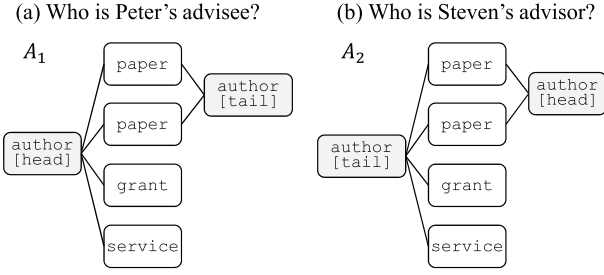 (a) Who is Peter's advisee?
A₁
paper
paper
author
[tail]
author
[head]
grant
service
(b) Who is Steven's advisor?
A₂
paper
paper
author
[head]
author
[tail]
grant
service